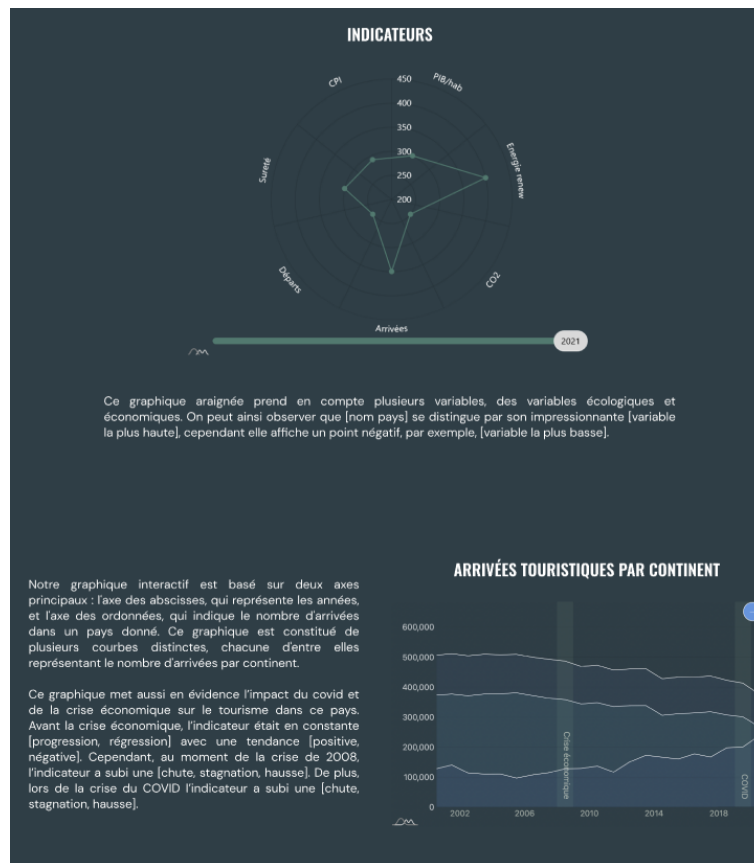 INDICATEURS
450
400
350
300
250
200
CPI
PIB/hab
Sureté
Energie renew
Départs
CO2
Arrivées
2021
Ce graphique araignée prend en compte plusieurs variables, des variables écologiques et
économiques. On peut ainsi observer que [nom pays] se distingue par son impressionnante [variable
la plus haute], cependant elle affiche un point négatif, par exemple, [variable la plus basse].
Notre graphique interactif est basé sur deux axes
principaux : l'axe des abscisses, qui représente les années,
et l'axe des ordonnées, qui indique le nombre d'arrivées
dans un pays donné. Ce graphique est constitué de
plusieurs courbes distinctes, chacune d'entre elles
représentant le nombre d'arrivées par continent.
Ce graphique met aussi en évidence l'impact du covid et
de la crise économique sur le tourisme dans ce pays.
Avant la crise économique, l'indicateur était en constante
[progression, régression] avec une tendance [positive,
négative]. Cependant, au moment de la crise de 2008,
l'indicateur a subi une [chute, stagnation, hausse]. De plus,
lors de la crise du COVID l'indicateur a subi une [chute,
stagnation, hausse].
ARRIVÉES TOURISTIQUES PAR CONTINENT
600,000
500,000
400,000
300,000
200,000
100,000
0
Crise économique
COVID
2002
2006
2010
2014
2018